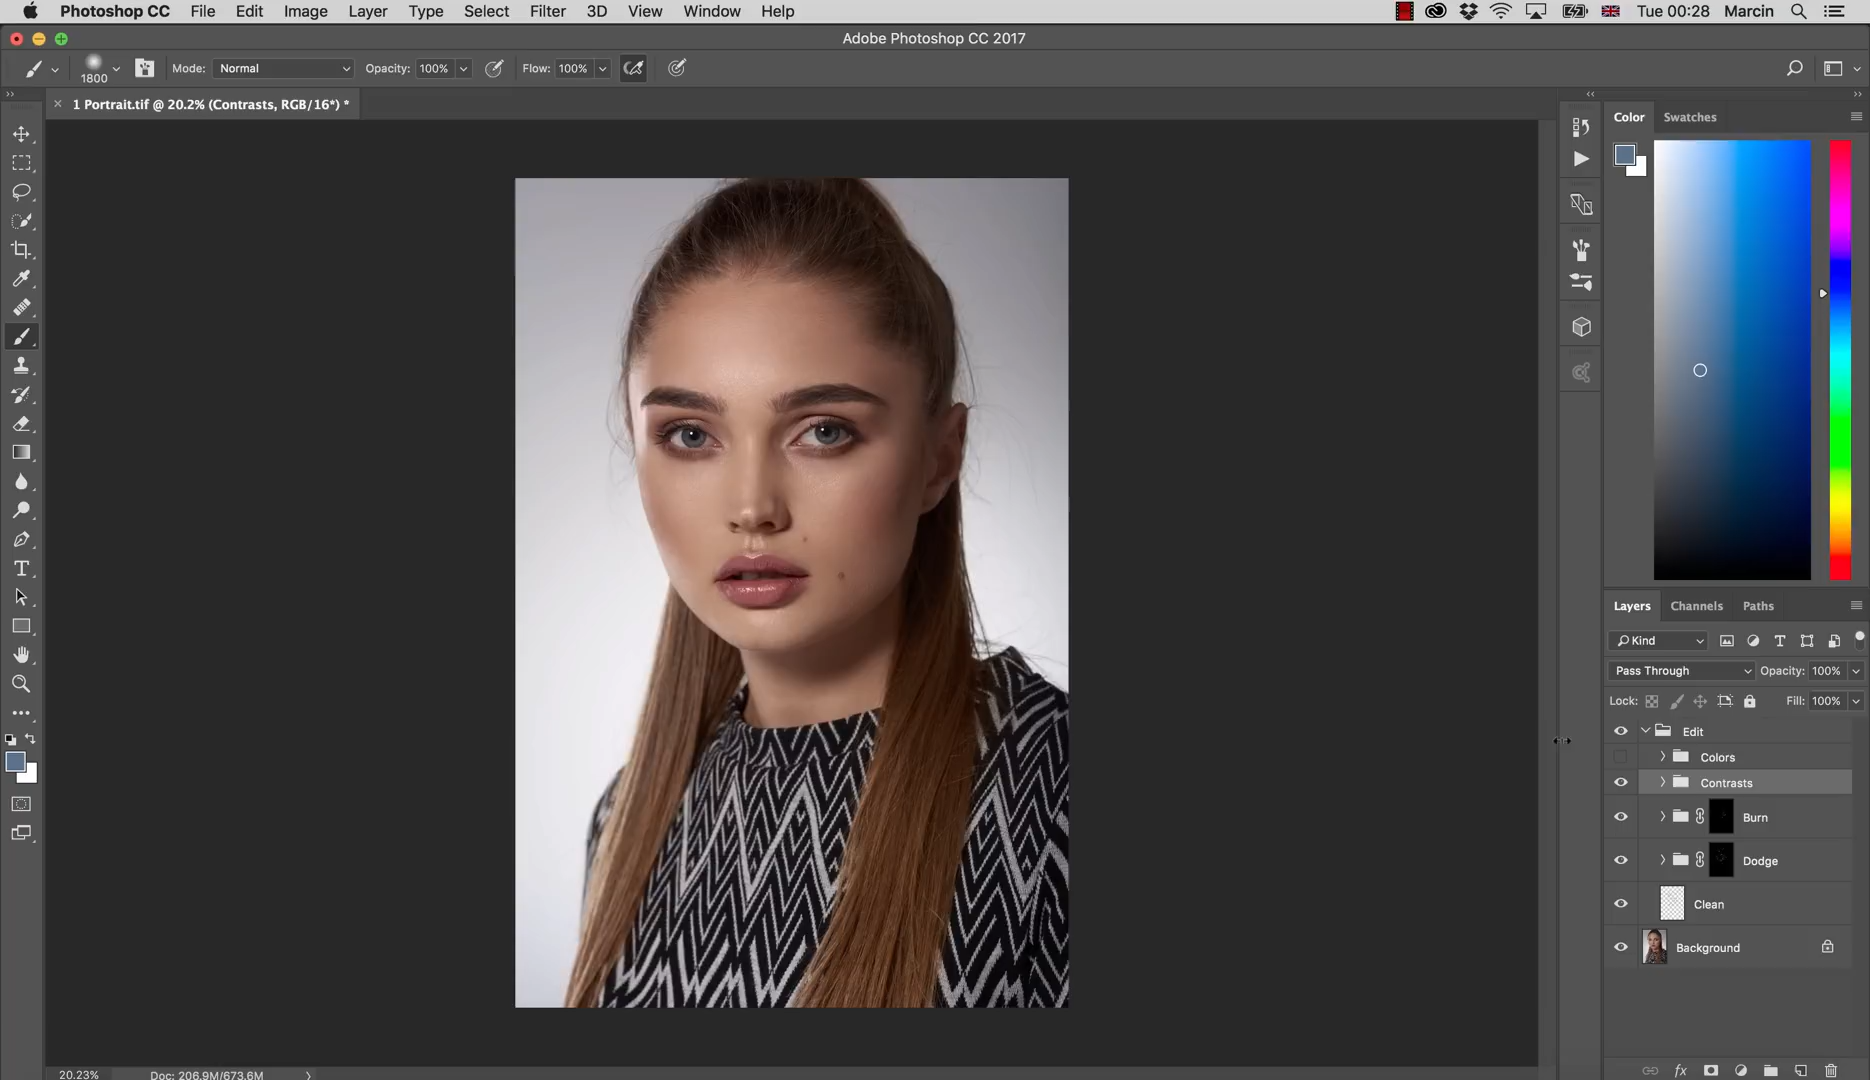 Photoshop CC File Edit Image Layer Type Select Filter 3D View Window Help Tue 00:28 Marcin
Adobe Photoshop CC 2017
1800 Mode: Normal Opacity: 100% Flow: 100%
1 Portrait.tif @ 20.2% (Contrasts, RGB/16*) *
Color Swatches
Layers Channels Paths
Kind
Pass Through Opacity: 100%
Lock: Fill: 100%
Edit
Colors
Contrasts
Burn
Dodge
Clean
Background
20.23% Doc: 206.9M/673.6M